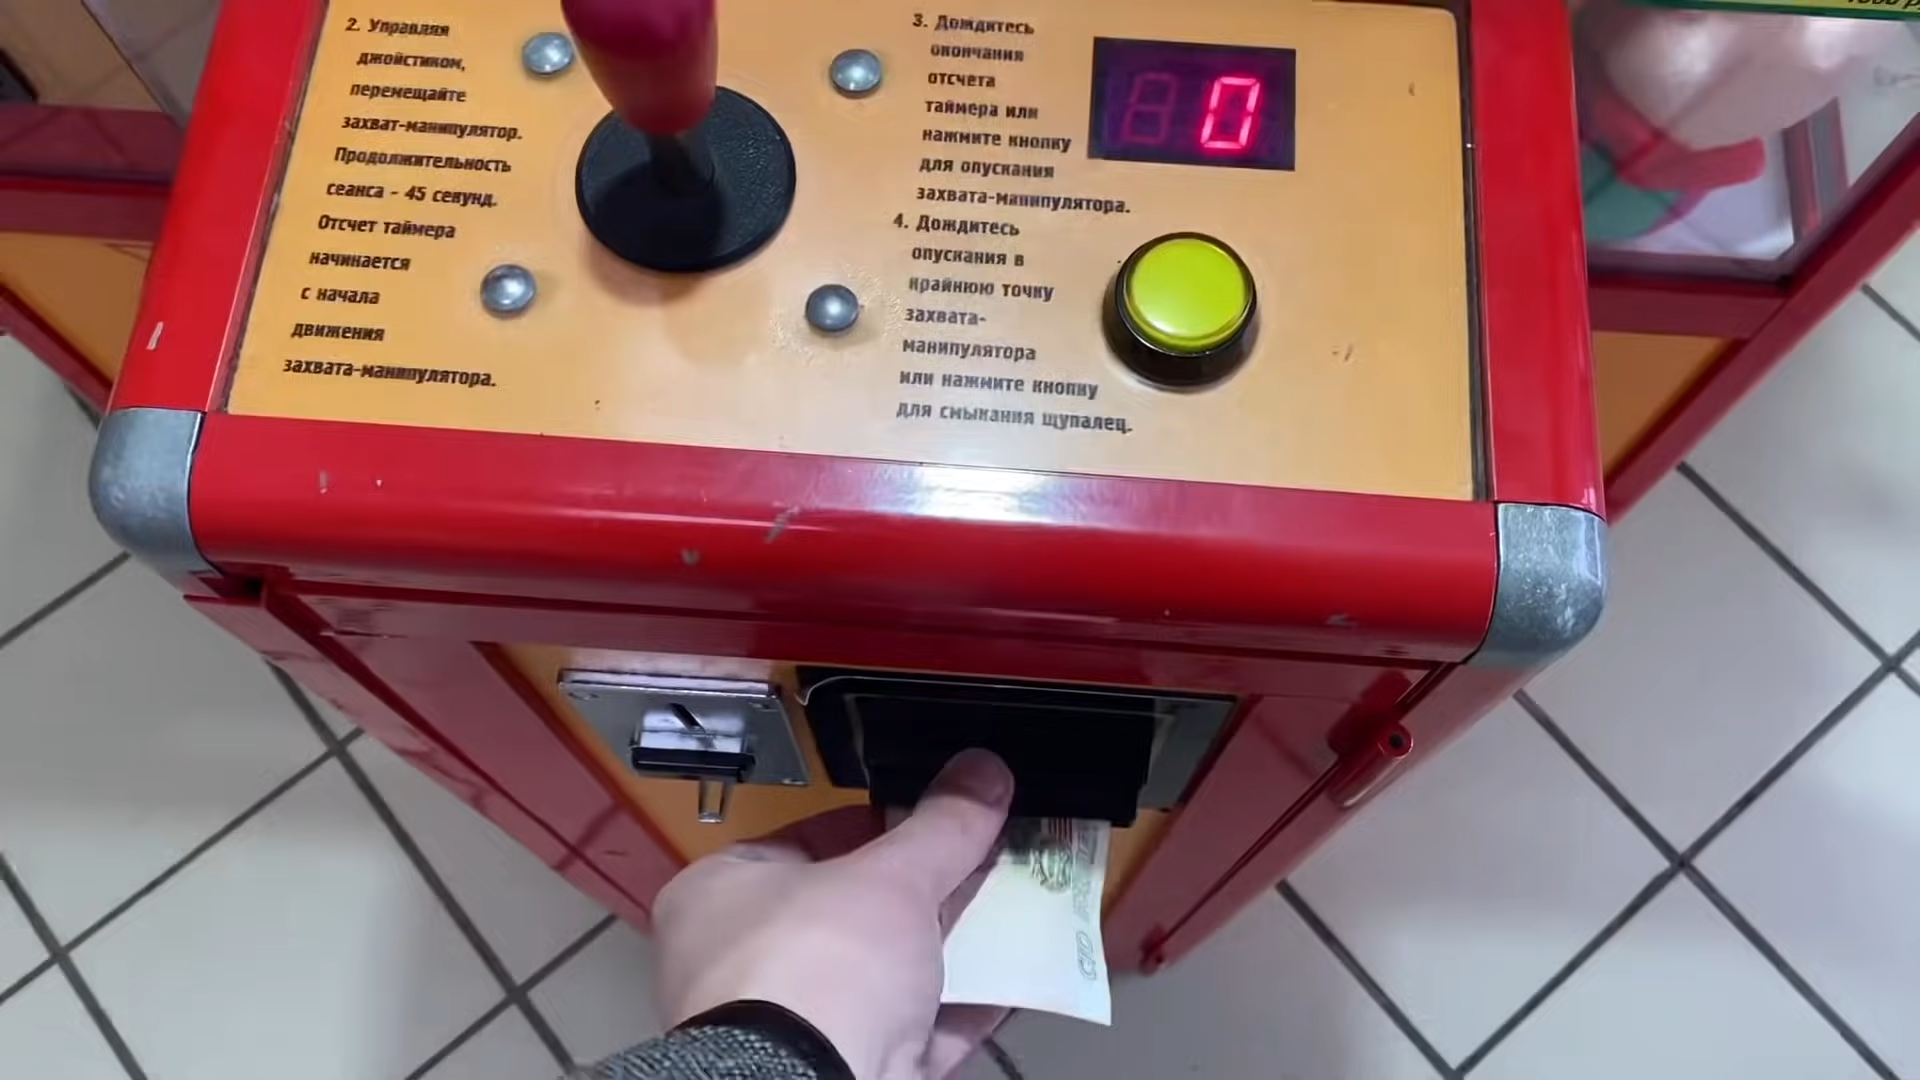 2. Управляя
джойстиком,
перемещайте
захват-манипулятор.
Продолжительность
сеанса - 45 секунд.
Отсчет таймера
начинается
с начала
движения
захвата-манипулятора.
3. Дождитесь
окончания
отсчета
таймера или
нажмите кнопку
для опускания
захвата-манипулятора.
4. Дождитесь
опускания в
крайнюю точку
захвата-
манипулятора
или нажмите кнопку
для смыкания щупалец.
0